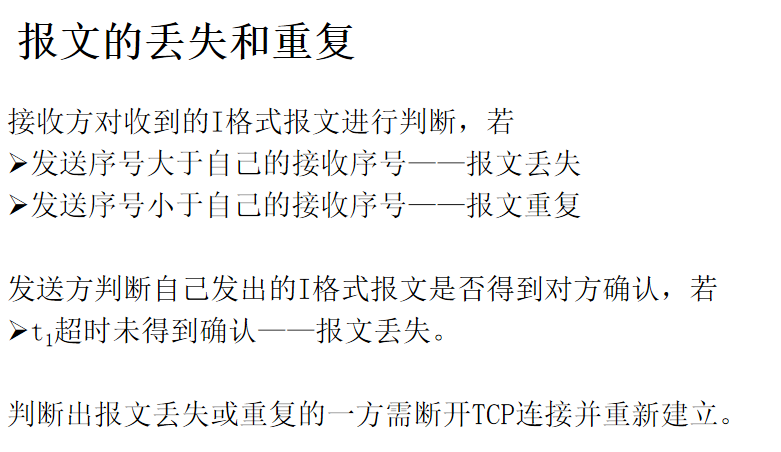 报文的丢失和重复
接收方对收到的I格式报文进行判断，若
➢发送序号大于自己的接收序号——报文丢失
➢发送序号小于自己的接收序号——报文重复
发送方判断自己发出的I格式报文是否得到对方确认，若
➢t₁超时未得到确认——报文丢失。
判断出报文丢失或重复的一方需断开TCP连接并重新建立。